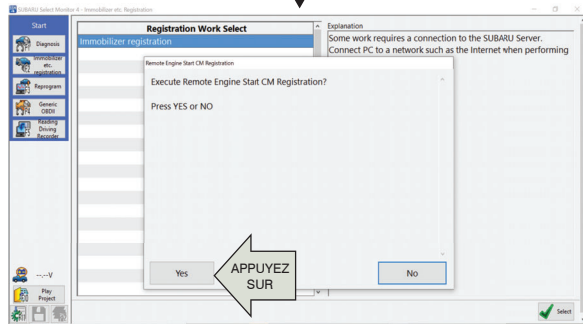 SUBARU Select Monitor 4 - Immobilizer etc. Registration
Start
Diagnosis
Immobilizer
etc.
registration
Reprogram
Generic
OBDII
Reading
Driving
Recorder
--.--V
Play
Project
Registration Work Select
Immobilizer registration
Explanation
Some work requires a connection to the SUBARU Server.
Connect PC to a network such as the Internet when performing
Remote Engine Start CM Registration
Execute Remote Engine Start CM Registration?
Press YES or NO
Yes
No
APPUYEZ
SUR
Select